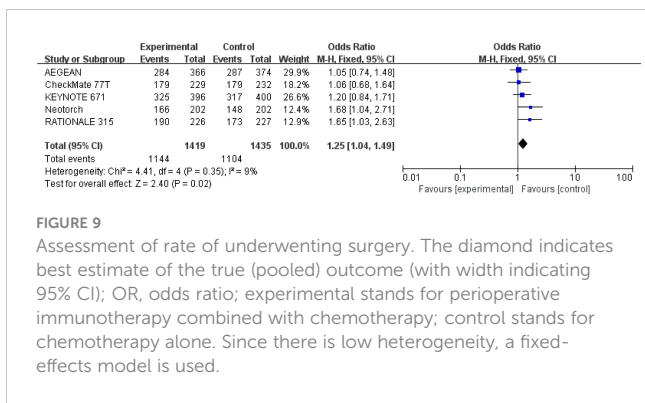 Experimental Control Odds Ratio Odds Ratio
Study or Subgroup Events Total Events Total Weight M-H, Fixed, 95% CI M-H, Fixed, 95% CI
AEGEAN 284 366 287 374 29.9% 1.05 [0.74, 1.48]
CheckMate 77T 179 229 179 232 18.2% 1.06 [0.68, 1.64]
KEYNOTE 671 325 396 317 400 26.6% 1.20 [0.84, 1.71]
Neotorch 166 202 148 202 12.4% 1.68 [1.04, 2.71]
RATIONALE 315 190 226 173 227 12.9% 1.65 [1.03, 2.63]
Total (95% CI) 1419 1435 100.0% 1.25 [1.04, 1.49]
Total events 1144 1104
Heterogeneity: Chi² = 4.41, df = 4 (P = 0.35); I² = 9%
Test for overall effect: Z = 2.40 (P = 0.02)
0.01 0.1 1 10 100
Favours [experimental] Favours [control]
FIGURE 9
Assessment of rate of underwenting surgery. The diamond indicates
best estimate of the true (pooled) outcome (with width indicating
95% CI); OR, odds ratio; experimental stands for perioperative
immunotherapy combined with chemotherapy; control stands for
chemotherapy alone. Since there is low heterogeneity, a fixed-
effects model is used.